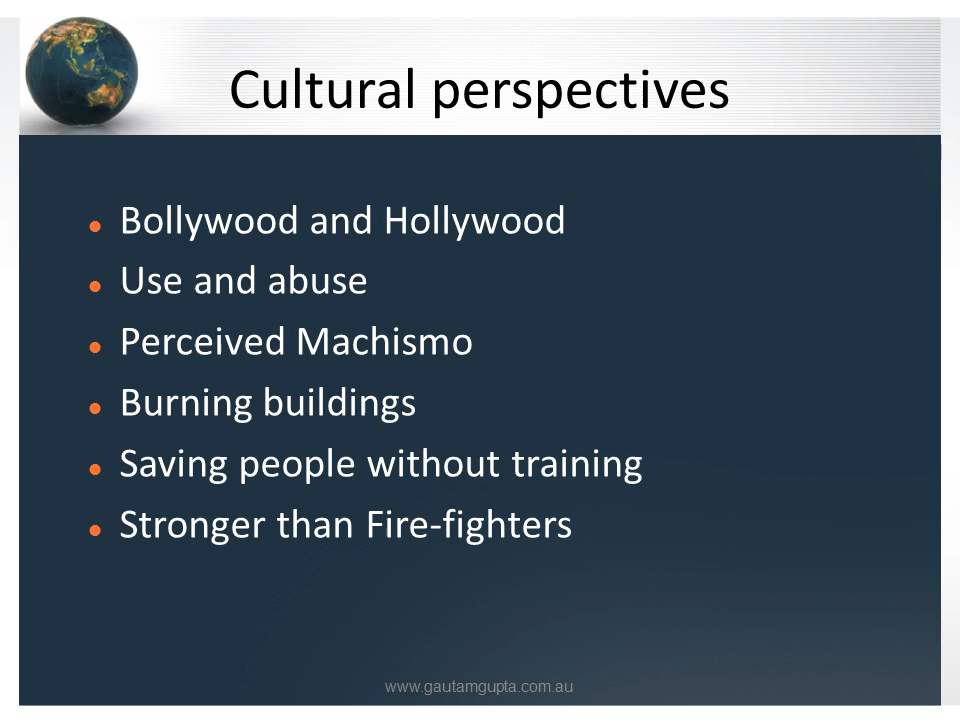 Cultural perspectives
Bollywood and Hollywood
Use and abuse
Perceived Machismo
Burning buildings
Saving people without training
Stronger than Fire-fighters
www.gautamgupta.com.au